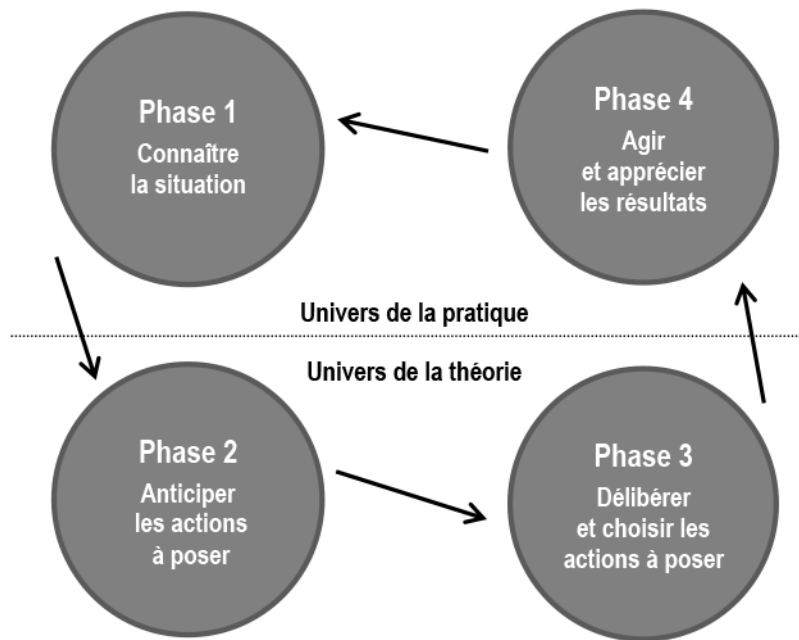 Phase 1
Connaître
la situation
Phase 4
Agir
et apprécier
les résultats
Univers de la pratique
Univers de la théorie
Phase 2
Anticiper
les actions
à poser
Phase 3
Délibérer
et choisir les
actions à poser